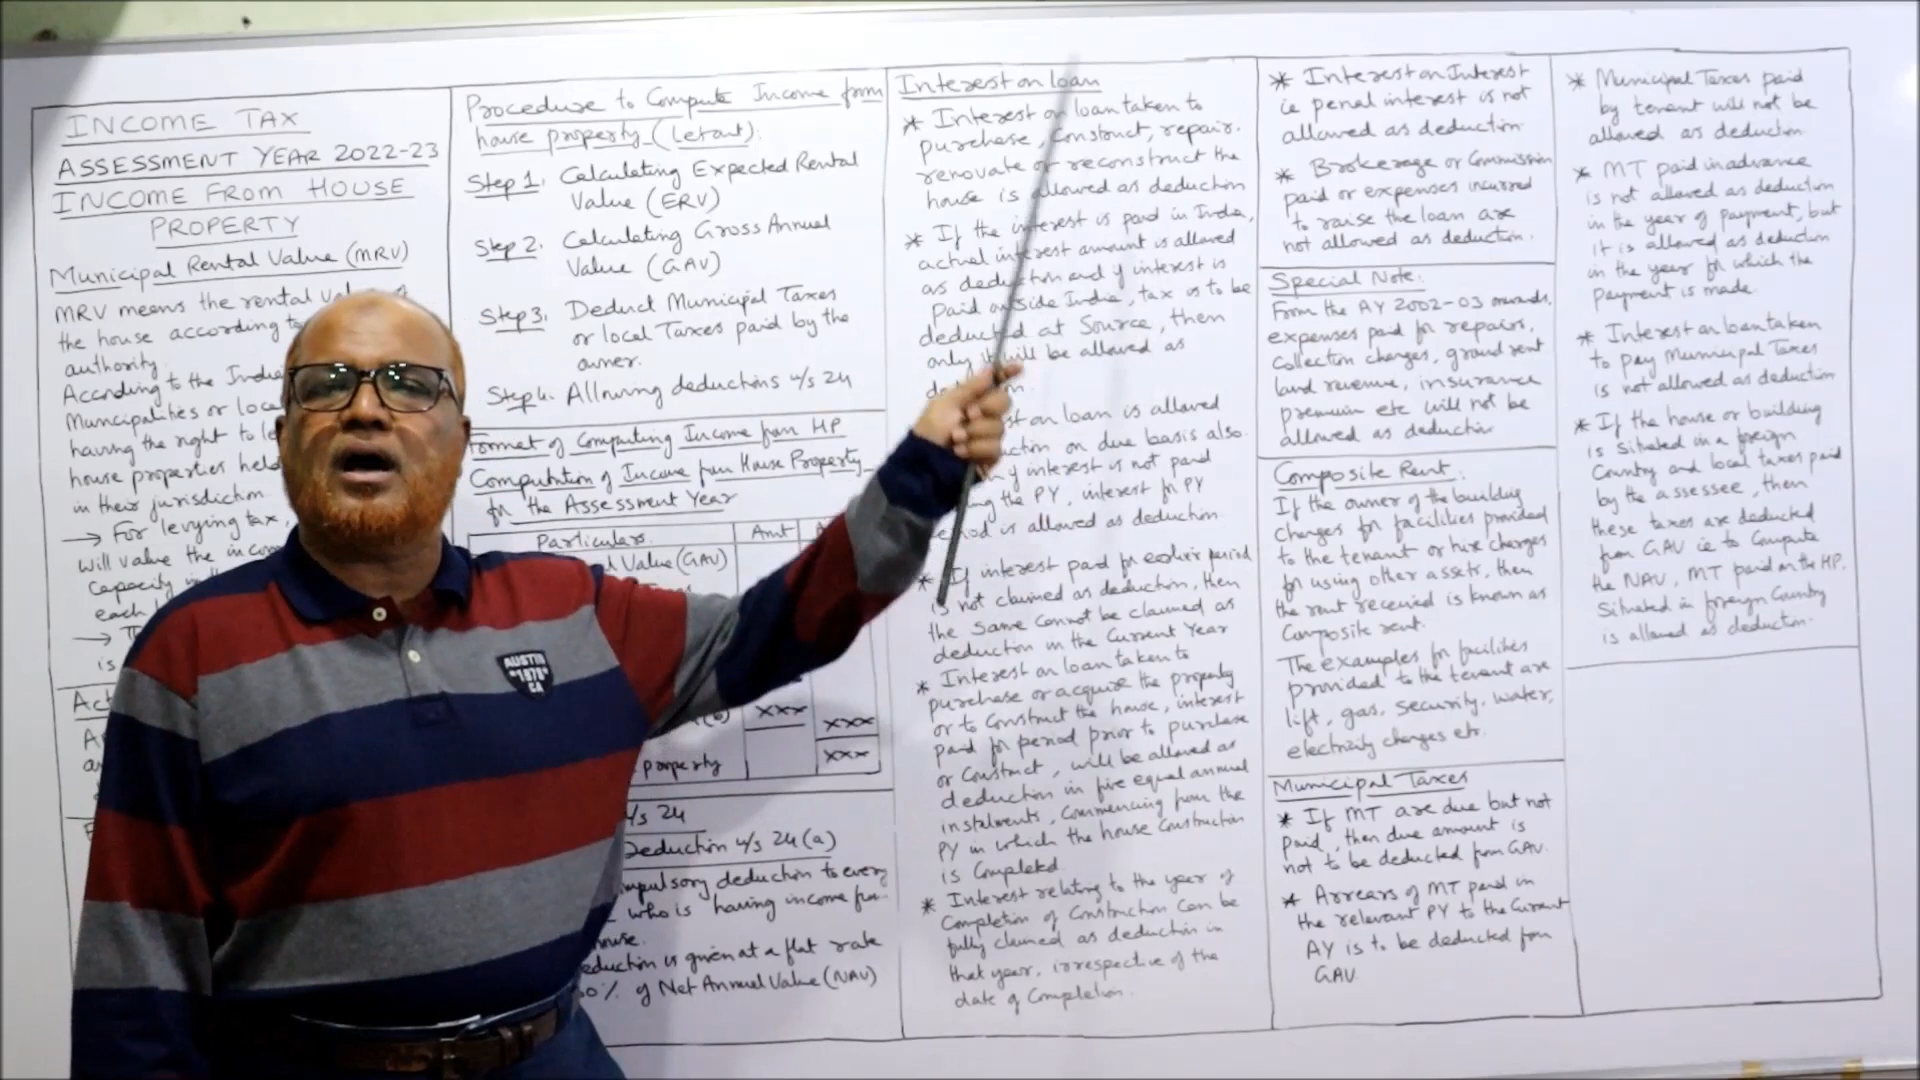 INCOME TAX
ASSESSMENT YEAR 2022-23
INCOME FROM HOUSE
PROPERTY
Municipal Rental Value (MRV)
MRV means the rental
the house according to
authority.
According to the
Municipalities or
having the right to
house properties held
in their jurisdiction.
→ For levying tax,
will value the
capacity
each
→
is
Procedure to Compute Income from
house property (letout):
Step 1. Calculating Expected Rental
Value (ERV)
Step 2. Calculating Gross Annual
Value (GAV)
Step 3. Deduct Municipal Taxes
or local Taxes paid by the
owner.
Step 4. Allowing deductions u/s 24
Format of Computing Income from HP
Computation of Income from House Property
for the Assessment Year
Particulars. Amt
Value (GAV)
(b) xxx
xxx
property xxx
u/s 24
Deduction u/s 24(a)
deduction to every
who is having income from
house.
is given at a flat rate
% of Net Annual Value (NAV)
Interest on loan
* Interest on loan taken to
purchase, construct, repair.
renovate or reconstruct the
house is allowed as deduction
* If the interest is paid in India,
actual interest amount is allowed
as deduction and if interest is
Paid outside India, tax is to be
deducted at Source, then
only it will be allowed as
on loan is allowed
on due basis also.
if interest is not paid
the PY, interest for PY
is allowed as deduction.
* If interest paid for earlier period
is not claimed as deduction, then
the same cannot be claimed as
deduction in the Current Year
* Interest on loan taken to
purchase or acquire the property
or to Construct the house, interest
paid for period prior to purchase
or Construct, will be allowed as
deduction in five equal annual
instalments, Commencing from the
PY in which the house Construction
is Completed.
* Interest relating to the year of
Completion of Construction Can be
fully claimed as deduction in
that year, irrespective of the
date of Completion.
* Interest on Interest
ie penal interest is not
allowed as deduction.
* Brokerage or Commission
paid or expenses incurred
to raise the loan are
not allowed as deduction.
Special Note:
From the AY 2002-03 onwards,
expenses paid for repairs,
Collection charges, ground rent
land revenue, insurance
premium etc will not be
allowed as deduction
Composite Rent:
If the owner of the building
charges for facilities provided
to the tenant or hire charges
for using other assets, then
the rent received is known as
Composite rent.
The examples for facilities
provided to the tenant are
lift, gas, security, water,
electricity charges etc.
Municipal Taxes
* If MT are due but not
paid, then due amount is
not to be deducted from GAV.
* Arrears of MT paid in
the relevant PY to the Current
AY is to be deducted from
GAV
* Municipal Taxes paid
by tenant will not be
allowed as deduction
* MT paid in advance
is not allowed as deduction
in the year of payment, but
it is allowed as deduction
in the year for which the
payment is made.
* Interest on loan taken
to pay Municipal Taxes
is not allowed as deduction
* If the house or building
is situated in a foreign
Country and local taxes paid
by the assessee, then
these taxes are deducted
from GAV ie to Compute
the NAV, MT paid on the HP,
Situated in foreign Country
is allowed as deduction.
AUSTIN
"1878"
CA